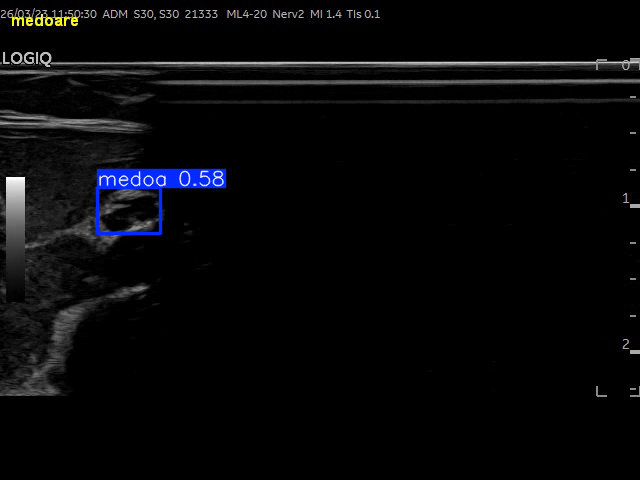 26/03/23 11:50:30 ADM S30, S30 21333 ML4-20 Nerv2 MI 1.4 TIs 0.1
medoare
LOGIQ
0
medoa 0.58
1
2